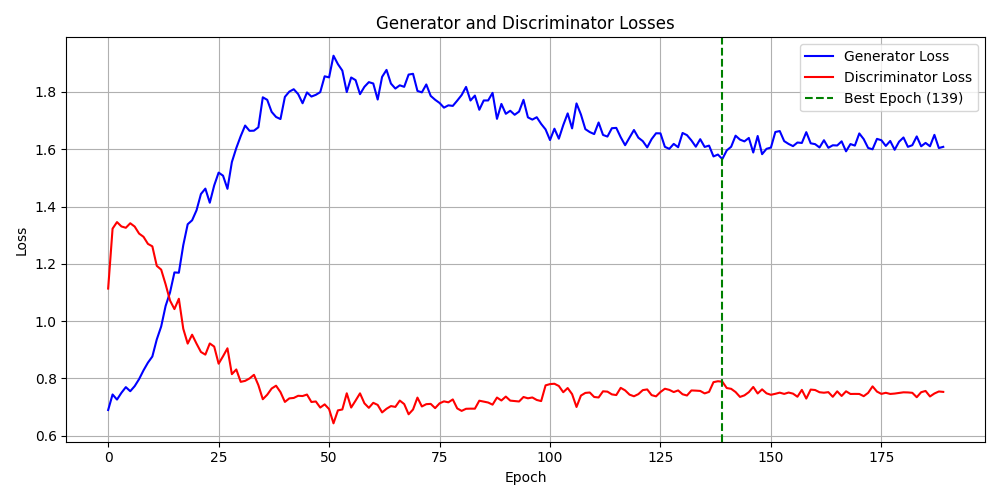 Generator and Discriminator Losses
Generator Loss
Discriminator Loss
Best Epoch (139)
Loss
1.8
1.6
1.4
1.2
1.0
0.8
0.6
0 25 50 75 100 125 150 175
Epoch